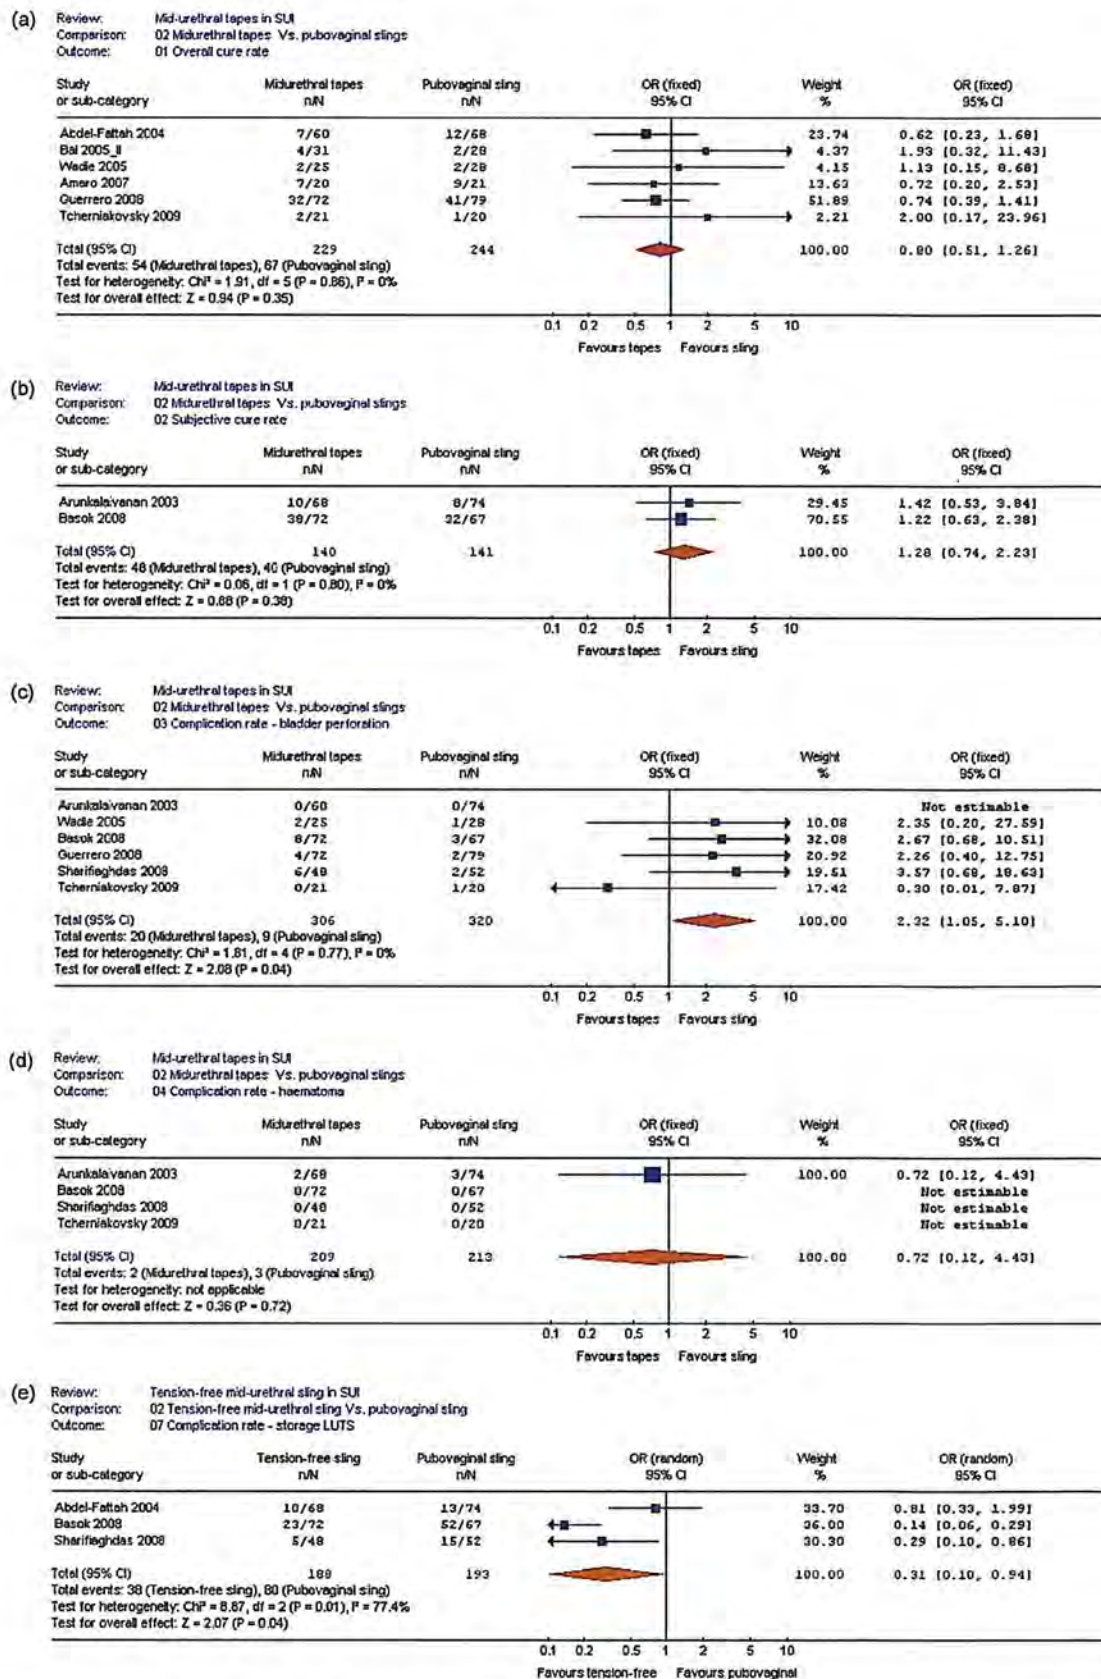 (a) Review: Mid-urethral tapes in SUI
Comparison: 02 Midurethral tapes Vs. pubovaginal slings
Outcome: 01 Overall cure rate
Study Midurethral tapes Pubovaginal sling OR (fixed) Weight OR (fixed)
or sub-category n/N n/N 95% CI % 95% CI
Abdel-Fattah 2004 7/60 12/68 23.74 0.62 [0.23, 1.68]
Bai 2005_II 4/31 2/28 4.37 1.93 [0.32, 11.43]
Wadie 2005 2/25 2/28 4.15 1.13 [0.15, 8.68]
Amaro 2007 7/20 9/21 13.63 0.72 [0.20, 2.53]
Guerrero 2008 32/72 41/79 51.89 0.74 [0.39, 1.41]
Tcherniakovsky 2009 2/21 1/20 2.21 2.00 [0.17, 23.96]
Total (95% CI) 229 244 100.00 0.80 [0.51, 1.26]
Total events: 54 (Midurethral tapes), 67 (Pubovaginal sling)
Test for heterogeneity: Chi² = 1.91, df = 5 (P = 0.86), I² = 0%
Test for overall effect: Z = 0.94 (P = 0.35)
0.1 0.2 0.5 1 2 5 10
Favours tapes Favours sling
(b) Review: Mid-urethral tapes in SUI
Comparison: 02 Midurethral tapes Vs. pubovaginal slings
Outcome: 02 Subjective cure rate
Study Midurethral tapes Pubovaginal sling OR (fixed) Weight OR (fixed)
or sub-category n/N n/N 95% CI % 95% CI
Arunkalaivanan 2003 10/68 8/74 29.45 1.42 [0.53, 3.84]
Basok 2008 38/72 32/67 70.55 1.22 [0.63, 2.38]
Total (95% CI) 140 141 100.00 1.28 [0.74, 2.23]
Total events: 48 (Midurethral tapes), 40 (Pubovaginal sling)
Test for heterogeneity: Chi² = 0.06, df = 1 (P = 0.80), I² = 0%
Test for overall effect: Z = 0.88 (P = 0.38)
0.1 0.2 0.5 1 2 5 10
Favours tapes Favours sling
(c) Review: Mid-urethral tapes in SUI
Comparison: 02 Midurethral tapes Vs. pubovaginal slings
Outcome: 03 Complication rate - bladder perforation
Study Midurethral tapes Pubovaginal sling OR (fixed) Weight OR (fixed)
or sub-category n/N n/N 95% CI % 95% CI
Arunkalaivanan 2003 0/68 0/74 Not estimable
Wadie 2005 2/25 1/28 10.08 2.35 [0.20, 27.59]
Basok 2008 8/72 3/67 32.08 2.67 [0.68, 10.51]
Guerrero 2008 4/72 2/79 20.92 2.26 [0.40, 12.75]
Sharifiaghdas 2008 6/48 2/52 19.51 3.57 [0.68, 18.63]
Tcherniakovsky 2009 0/21 1/20 17.42 0.30 [0.01, 7.87]
Total (95% CI) 306 320 100.00 2.32 [1.05, 5.10]
Total events: 20 (Midurethral tapes), 9 (Pubovaginal sling)
Test for heterogeneity: Chi² = 1.81, df = 4 (P = 0.77), I² = 0%
Test for overall effect: Z = 2.08 (P = 0.04)
0.1 0.2 0.5 1 2 5 10
Favours tapes Favours sling
(d) Review: Mid-urethral tapes in SUI
Comparison: 02 Midurethral tapes Vs. pubovaginal slings
Outcome: 04 Complication rate - haematoma
Study Midurethral tapes Pubovaginal sling OR (fixed) Weight OR (fixed)
or sub-category n/N n/N 95% CI % 95% CI
Arunkalaivanan 2003 2/68 3/74 100.00 0.72 [0.12, 4.43]
Basok 2008 0/72 0/67 Not estimable
Sharifiaghdas 2008 0/48 0/52 Not estimable
Tcherniakovsky 2009 0/21 0/20 Not estimable
Total (95% CI) 209 213 100.00 0.72 [0.12, 4.43]
Total events: 2 (Midurethral tapes), 3 (Pubovaginal sling)
Test for heterogeneity: not applicable
Test for overall effect: Z = 0.36 (P = 0.72)
0.1 0.2 0.5 1 2 5 10
Favours tapes Favours sling
(e) Review: Tension-free mid-urethral sling in SUI
Comparison: 02 Tension-free mid-urethral sling Vs. pubovaginal sling
Outcome: 07 Complication rate - storage LUTS
Study Tension-free sling Pubovaginal sling OR (random) Weight OR (random)
or sub-category n/N n/N 95% CI % 95% CI
Abdel-Fattah 2004 10/68 13/74 33.70 0.81 [0.33, 1.99]
Basok 2008 23/72 52/67 36.00 0.14 [0.06, 0.29]
Sharifiaghdas 2008 5/48 15/52 30.30 0.29 [0.10, 0.86]
Total (95% CI) 188 193 100.00 0.31 [0.10, 0.94]
Total events: 38 (Tension-free sling), 80 (Pubovaginal sling)
Test for heterogeneity: Chi² = 8.87, df = 2 (P = 0.01), I² = 77.4%
Test for overall effect: Z = 2.07 (P = 0.04)
0.1 0.2 0.5 1 2 5 10
Favours tension-free Favours pubovaginal